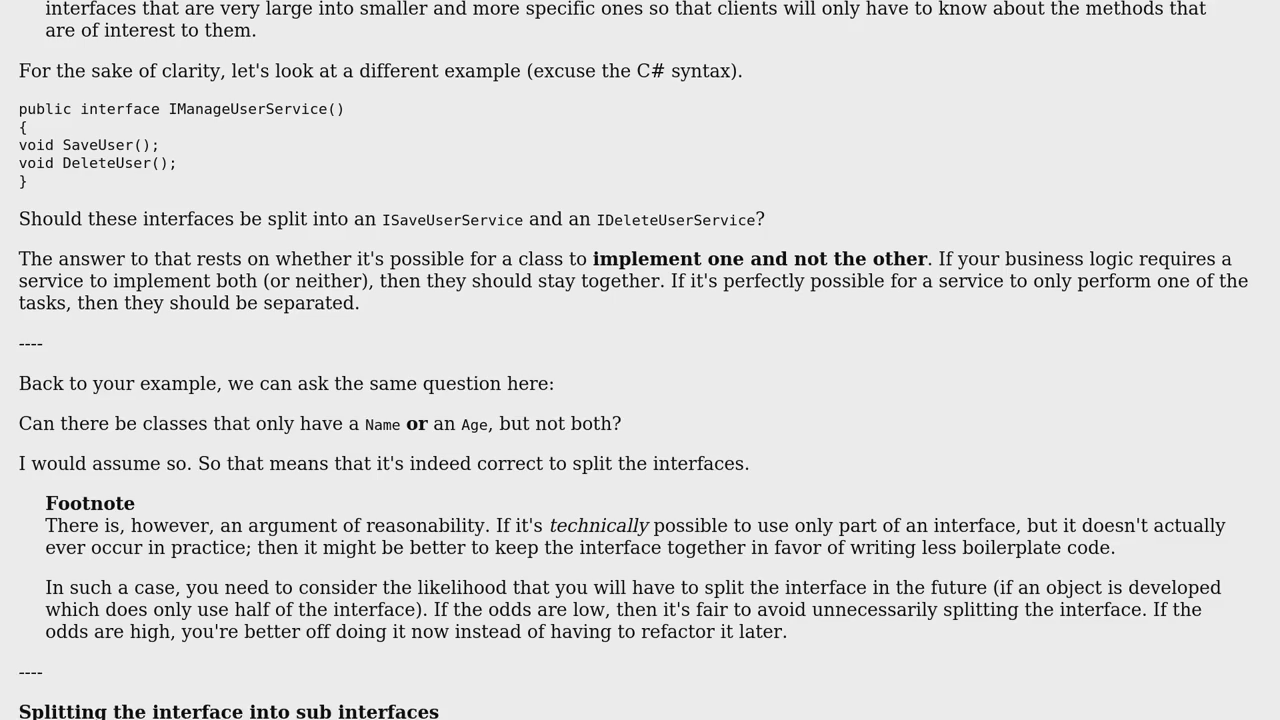 interfaces that are very large into smaller and more specific ones so that clients will only have to know about the methods that
are of interest to them.
For the sake of clarity, let's look at a different example (excuse the C# syntax).
public interface IManageUserService()
{
void SaveUser();
void DeleteUser();
}
Should these interfaces be split into an ISaveUserService and an IDeleteUserService?
The answer to that rests on whether it's possible for a class to implement one and not the other. If your business logic requires a
service to implement both (or neither), then they should stay together. If it's perfectly possible for a service to only perform one of the
tasks, then they should be separated.
----
Back to your example, we can ask the same question here:
Can there be classes that only have a Name or an Age, but not both?
I would assume so. So that means that it's indeed correct to split the interfaces.
Footnote
There is, however, an argument of reasonability. If it's technically possible to use only part of an interface, but it doesn't actually
ever occur in practice; then it might be better to keep the interface together in favor of writing less boilerplate code.
In such a case, you need to consider the likelihood that you will have to split the interface in the future (if an object is developed
which does only use half of the interface). If the odds are low, then it's fair to avoid unnecessarily splitting the interface. If the
odds are high, you're better off doing it now instead of having to refactor it later.
----
Splitting the interface into sub interfaces